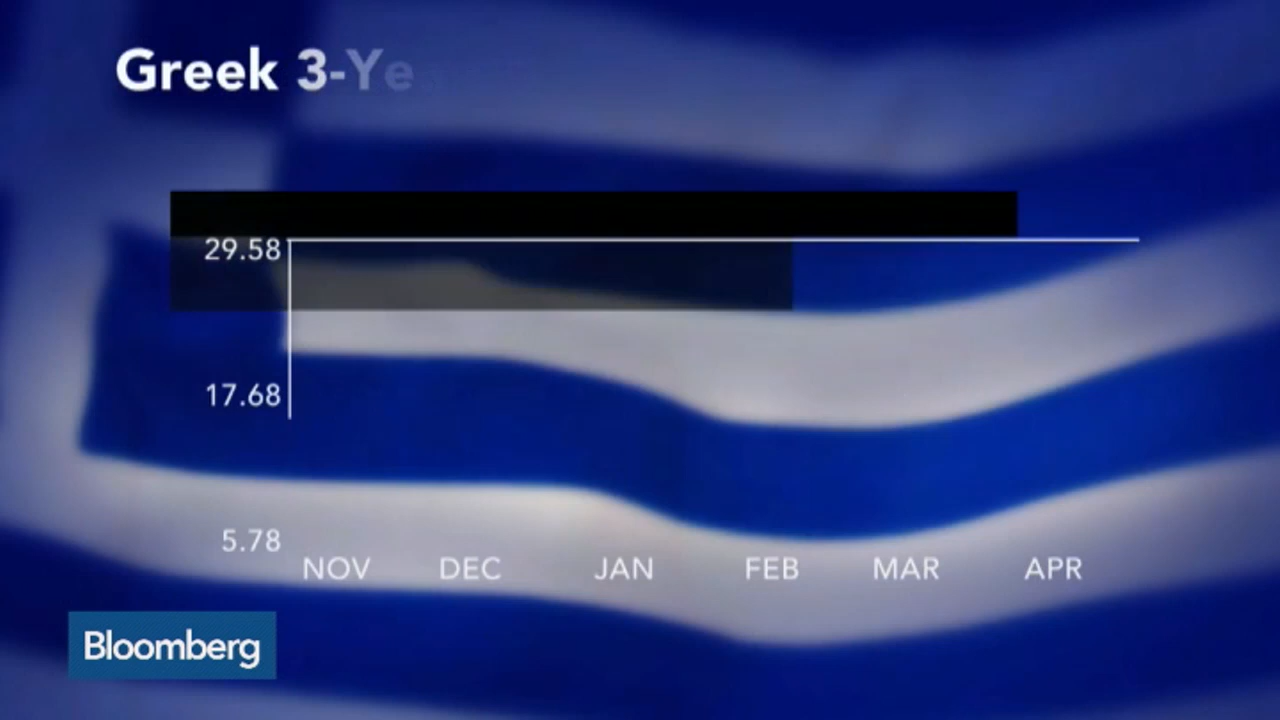 Greek 3-Ye
29.58
17.68
5.78
NOV DEC JAN FEB MAR APR
Bloomberg